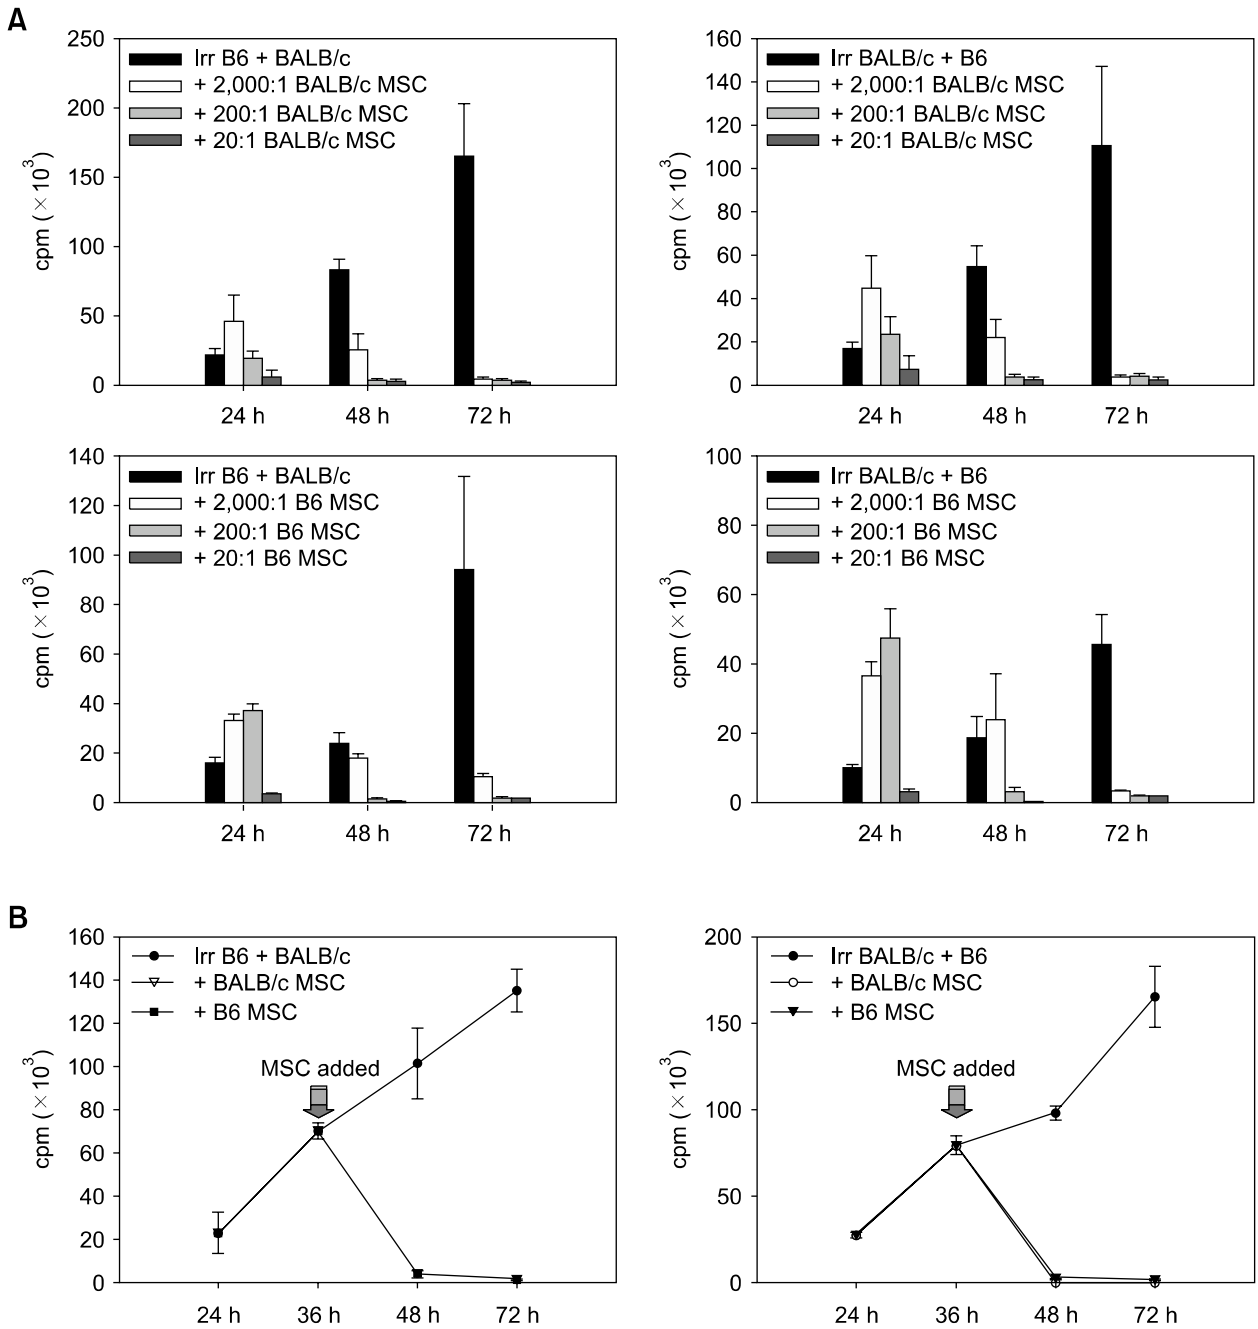 A
250
200
150
100
50
0
cpm (×10³)
Irr B6 + BALB/c
+ 2,000:1 BALB/c MSC
+ 200:1 BALB/c MSC
+ 20:1 BALB/c MSC
24 h 48 h 72 h
160
140
120
100
80
60
40
20
0
cpm (×10³)
Irr BALB/c + B6
+ 2,000:1 BALB/c MSC
+ 200:1 BALB/c MSC
+ 20:1 BALB/c MSC
24 h 48 h 72 h
140
120
100
80
60
40
20
0
cpm (×10³)
Irr B6 + BALB/c
+ 2,000:1 B6 MSC
+ 200:1 B6 MSC
+ 20:1 B6 MSC
24 h 48 h 72 h
100
80
60
40
20
0
cpm (×10³)
Irr BALB/c + B6
+ 2,000:1 B6 MSC
+ 200:1 B6 MSC
+ 20:1 B6 MSC
24 h 48 h 72 h
B
160
140
120
100
80
60
40
20
0
cpm (×10³)
Irr B6 + BALB/c
+ BALB/c MSC
+ B6 MSC
MSC added
24 h 36 h 48 h 72 h
200
150
100
50
0
cpm (×10³)
Irr BALB/c + B6
+ BALB/c MSC
+ B6 MSC
MSC added
24 h 36 h 48 h 72 h